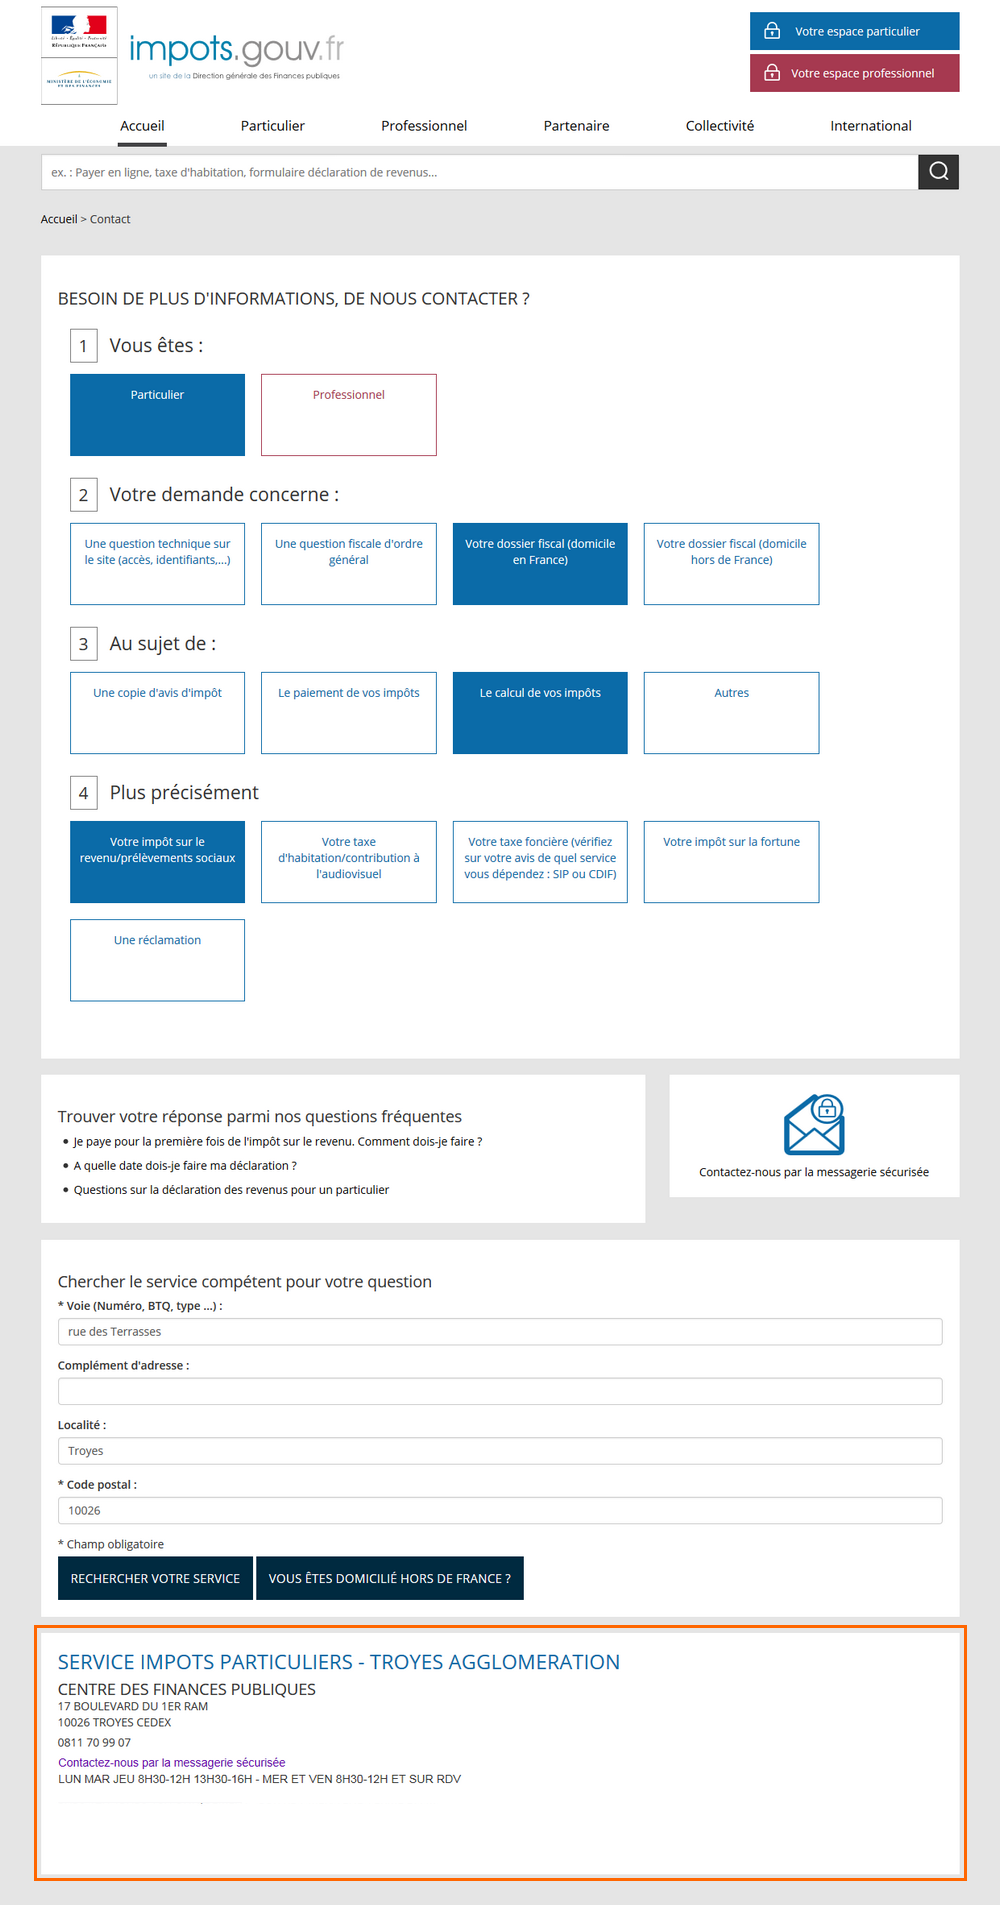 Liberté • Égalité • Fraternité
RÉPUBLIQUE FRANÇAISE
MINISTÈRE DE L'ÉCONOMIE
ET DES FINANCES
impots.gouv.fr
un site de la Direction générale des Finances publiques
Votre espace particulier
Votre espace professionnel
Accueil Particulier Professionnel Partenaire Collectivité International
ex. : Payer en ligne, taxe d'habitation, formulaire déclaration de revenus...
Accueil > Contact
BESOIN DE PLUS D'INFORMATIONS, DE NOUS CONTACTER ?
1 Vous êtes :
Particulier
Professionnel
2 Votre demande concerne :
Une question technique sur
le site (accès, identifiants,...)
Une question fiscale d'ordre
général
Votre dossier fiscal (domicile
en France)
Votre dossier fiscal (domicile
hors de France)
3 Au sujet de :
Une copie d'avis d'impôt
Le paiement de vos impôts
Le calcul de vos impôts
Autres
4 Plus précisément
Votre impôt sur le
revenu/prélèvements sociaux
Votre taxe
d'habitation/contribution à
l'audiovisuel
Votre taxe foncière (vérifiez
sur votre avis de quel service
vous dépendez : SIP ou CDIF)
Votre impôt sur la fortune
Une réclamation
Trouver votre réponse parmi nos questions fréquentes
• Je paye pour la première fois de l'impôt sur le revenu. Comment dois-je faire ?
• A quelle date dois-je faire ma déclaration ?
• Questions sur la déclaration des revenus pour un particulier
Contactez-nous par la messagerie sécurisée
Chercher le service compétent pour votre question
* Voie (Numéro, BTQ, type ...) :
rue des Terrasses
Complément d'adresse :
Localité :
Troyes
* Code postal :
10026
* Champ obligatoire
RECHERCHER VOTRE SERVICE
VOUS ÊTES DOMICILIÉ HORS DE FRANCE ?
SERVICE IMPOTS PARTICULIERS - TROYES AGGLOMERATION
CENTRE DES FINANCES PUBLIQUES
17 BOULEVARD DU 1ER RAM
10026 TROYES CEDEX
0811 70 99 07
Contactez-nous par la messagerie sécurisée
LUN MAR JEU 8H30-12H 13H30-16H - MER ET VEN 8H30-12H ET SUR RDV